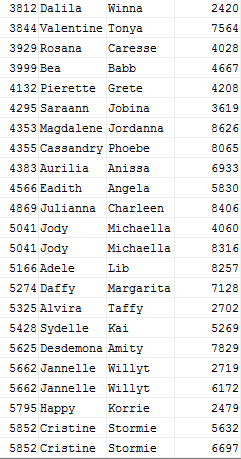 3812 Dalila Winna 2420
3844 Valentine Tonya 7564
3929 Rosana Caresse 4028
3999 Bea Babb 4667
4132 Pierette Grete 4208
4295 Saraann Jobina 3619
4353 Magdalene Jordanna 8626
4355 Cassandry Phoebe 8065
4383 Aurilia Anissa 6933
4566 Eadith Angela 5830
4869 Julianna Charleen 8406
5041 Jody Michaella 4060
5041 Jody Michaella 8316
5166 Adele Lib 8257
5274 Daffy Margarita 7128
5325 Alvira Taffy 2702
5428 Sydelle Kai 5269
5625 Desdemona Amity 7829
5662 Jannelle Willyt 2719
5662 Jannelle Willyt 6172
5795 Happy Korrie 2479
5852 Cristine Stormie 5632
5852 Cristine Stormie 6697